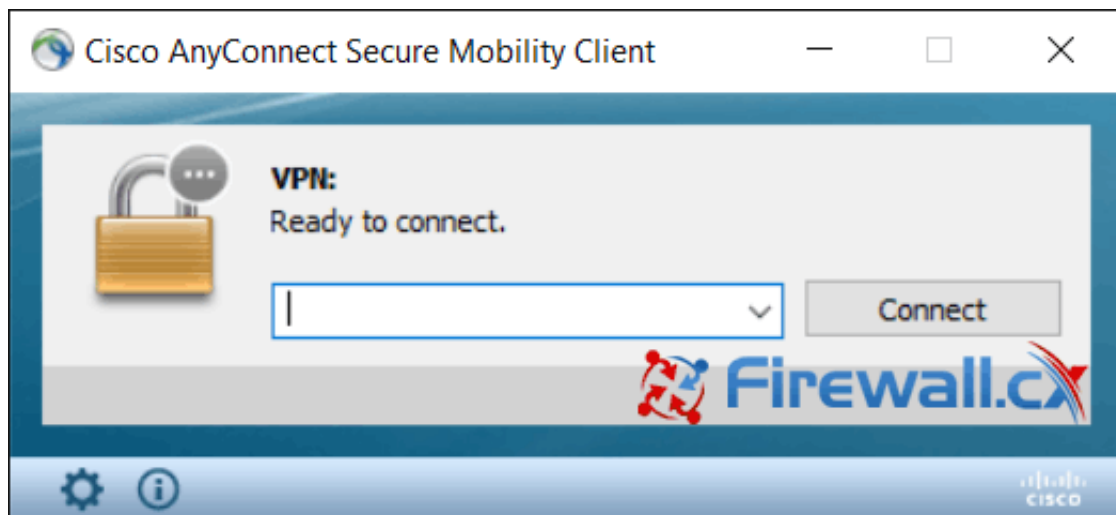 Cisco AnyConnect Secure Mobility Client
VPN:
Ready to connect.
Connect
Firewall.cx
CISCO